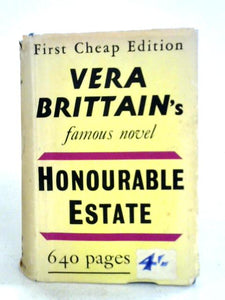 First Cheap Edition
VERA
BRITTAIN's
famous novel
HONOURABLE
ESTATE
640 pages